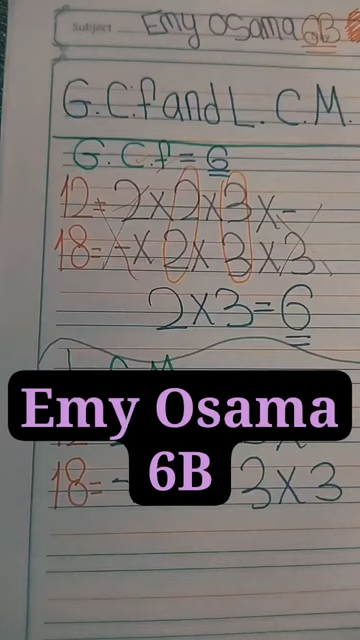 Subject Emy Osama 6B
G.C.f and L.C.M.
G.C.f = 6
12 = 2 x 2 x 3 x -
18 = - x 2 x 3 x 3
2 x 3 = 6
Emy Osama
6B
18 = - 3 x 3